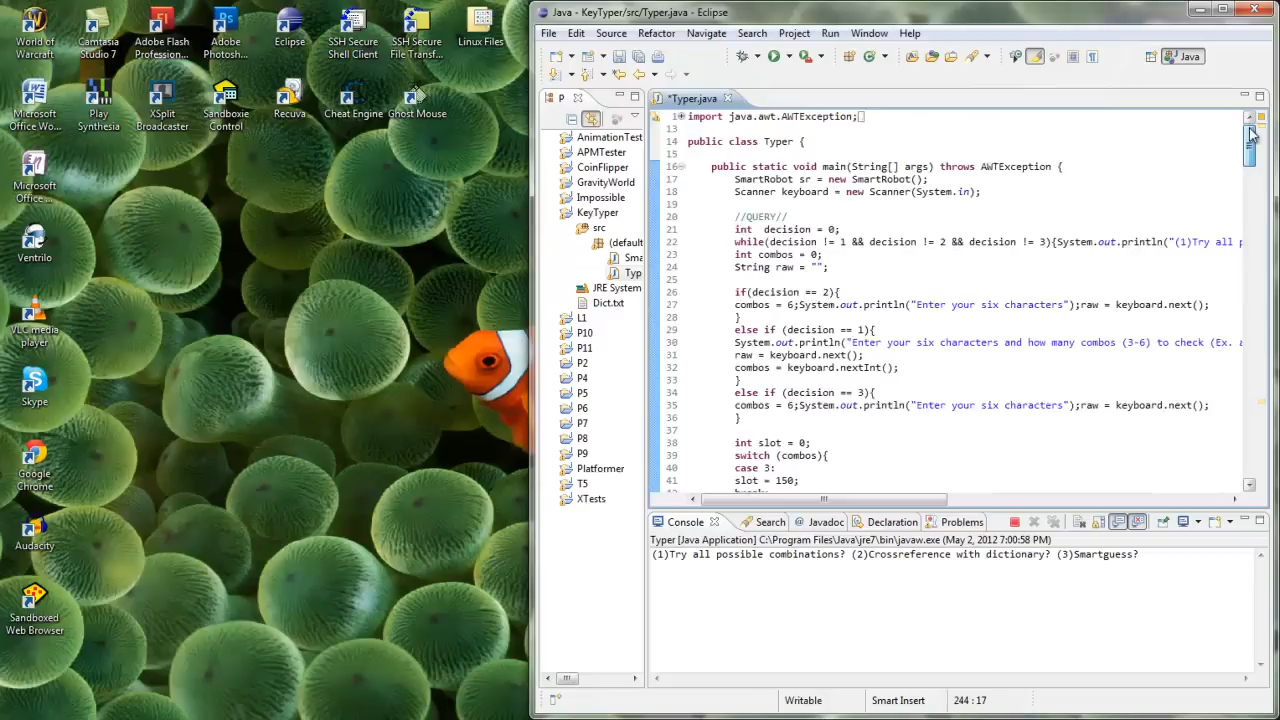 World of
Warcraft
Camtasia
Studio 7
Adobe Flash
Profession...
Adobe
Photosh...
Eclipse
SSH Secure
Shell Client
SSH Secure
File Transf...
Linux Files
Microsoft
Office Wo...
Play
Synthesia
XSplit
Broadcaster
Sandboxie
Control
Recuva
Cheat Engine
Ghost Mouse
Microsoft
Office ...
Ventrilo
VLC media
player
Skype
Google
Chrome
Audacity
Sandboxed
Web Browser
Java - KeyTyper/src/Typer.java - Eclipse
File Edit Source Refactor Navigate Search Project Run Window Help
Java
P
AnimationTest
APMTester
CoinFlipper
GravityWorld
Impossible
KeyTyper
src
(default
Sma
Typ
JRE System
Dict.txt
L1
P10
P11
P2
P4
P5
P6
P7
P8
P9
Platformer
T5
XTests
*Typer.java
1 import java.awt.AWTException;
13
14 public class Typer {
15
16 public static void main(String[] args) throws AWTException {
17 SmartRobot sr = new SmartRobot();
18 Scanner keyboard = new Scanner(System.in);
19
20 //QUERY//
21 int decision = 0;
22 while(decision != 1 && decision != 2 && decision != 3){System.out.println("(1)Try all p
23 int combos = 0;
24 String raw = "";
25
26 if(decision == 2){
27 combos = 6;System.out.println("Enter your six characters");raw = keyboard.next();
28 }
29 else if (decision == 1){
30 System.out.println("Enter your six characters and how many combos (3-6) to check (Ex. a
31 raw = keyboard.next();
32 combos = keyboard.nextInt();
33 }
34 else if (decision == 3){
35 combos = 6;System.out.println("Enter your six characters");raw = keyboard.next();
36 }
37
38 int slot = 0;
39 switch (combos){
40 case 3:
41 slot = 150;
Console Search Javadoc Declaration Problems
Typer [Java Application] C:\Program Files\Java\jre7\bin\javaw.exe (May 2, 2012 7:00:58 PM)
(1)Try all possible combinations? (2)Crossreference with dictionary? (3)Smartguess?
Writable Smart Insert 244 : 17